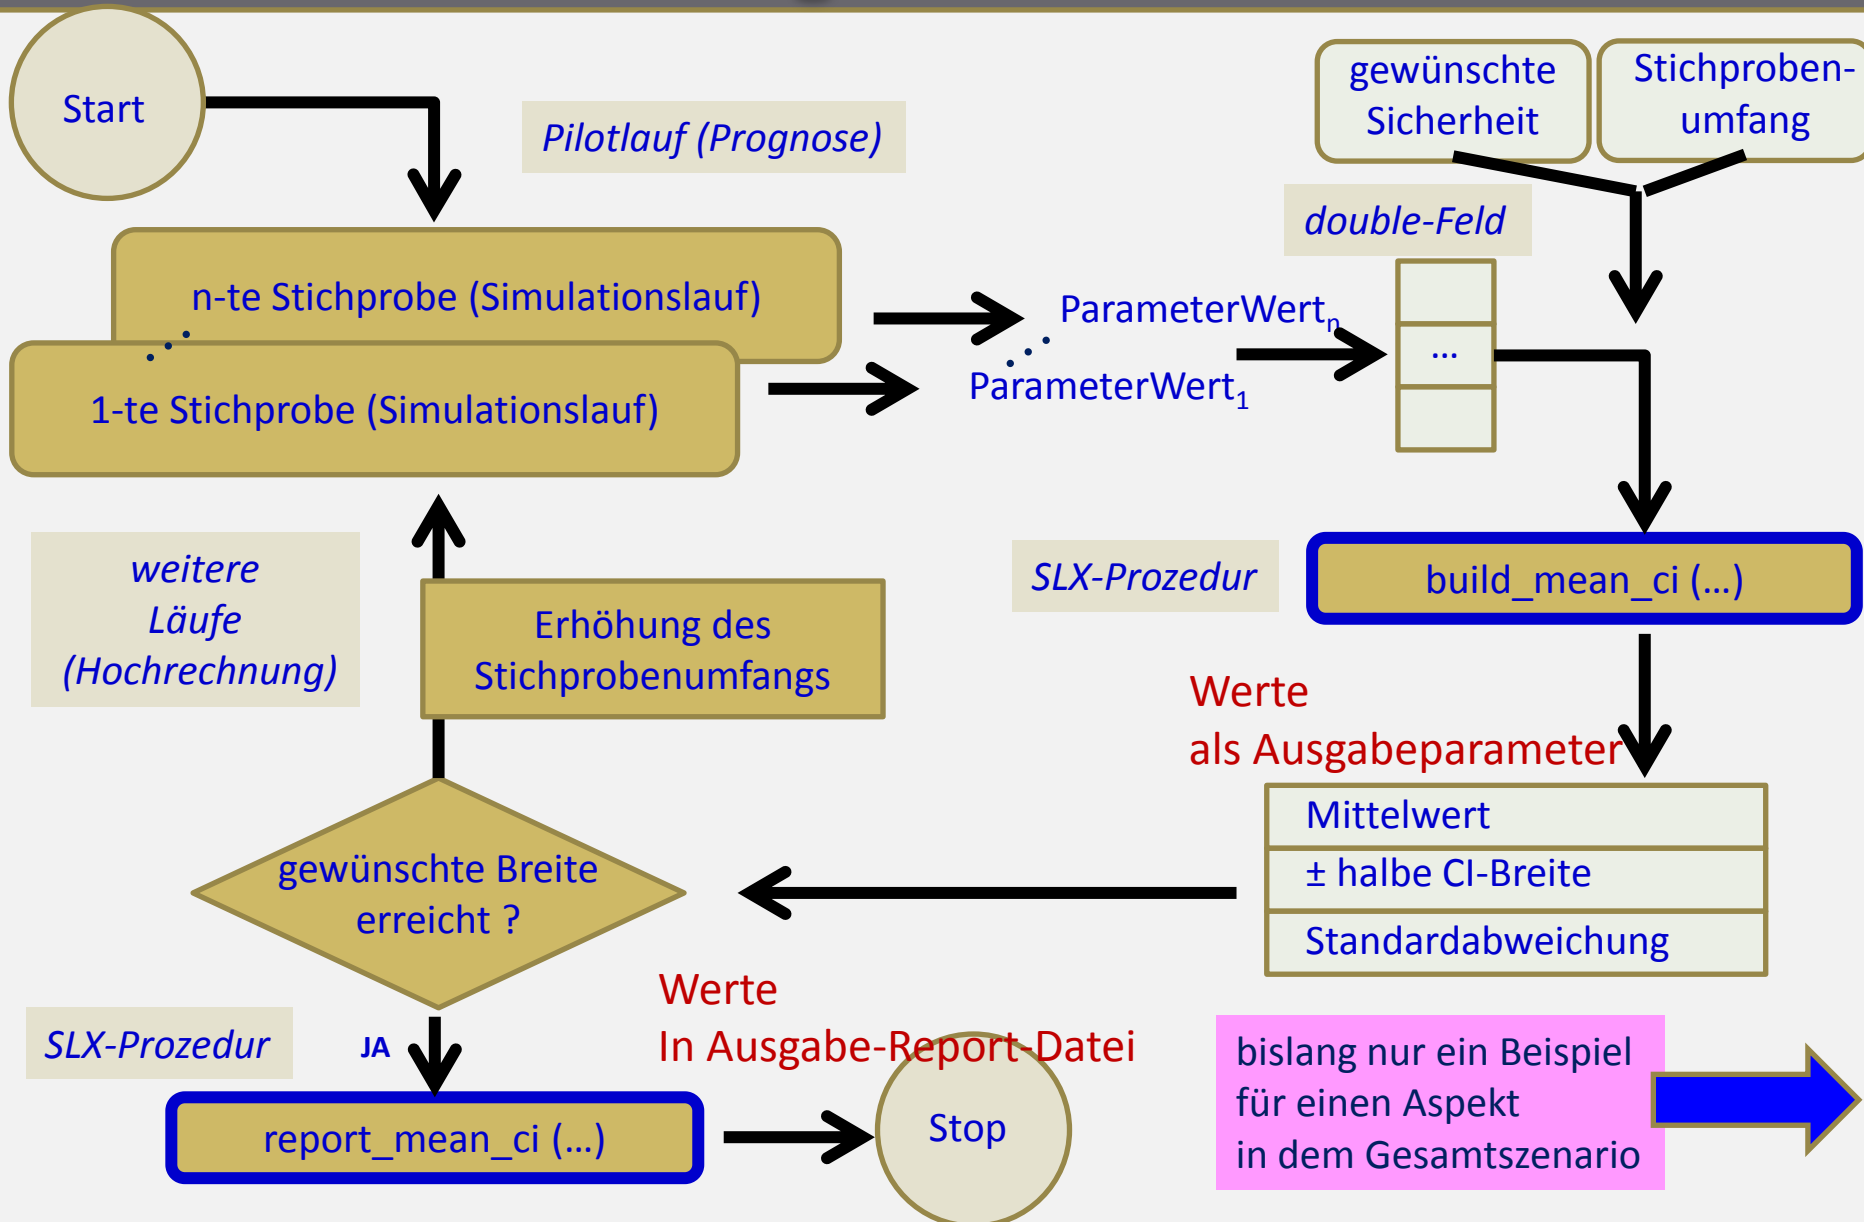 Start
Pilotlauf (Prognose)
gewünschte
Sicherheit
Stichproben-
umfang
double-Feld
n-te Stichprobe (Simulationslauf)
1-te Stichprobe (Simulationslauf)
ParameterWertₙ
ParameterWert₁
...
weitere
Läufe
(Hochrechnung)
Erhöhung des
Stichprobenumfangs
SLX-Prozedur
build_mean_ci (...)
Werte
als Ausgabeparameter
Mittelwert
± halbe CI-Breite
Standardabweichung
gewünschte Breite
erreicht ?
SLX-Prozedur
JA
Werte
In Ausgabe-Report-Datei
report_mean_ci (...)
Stop
bislang nur ein Beispiel
für einen Aspekt
in dem Gesamtszenario